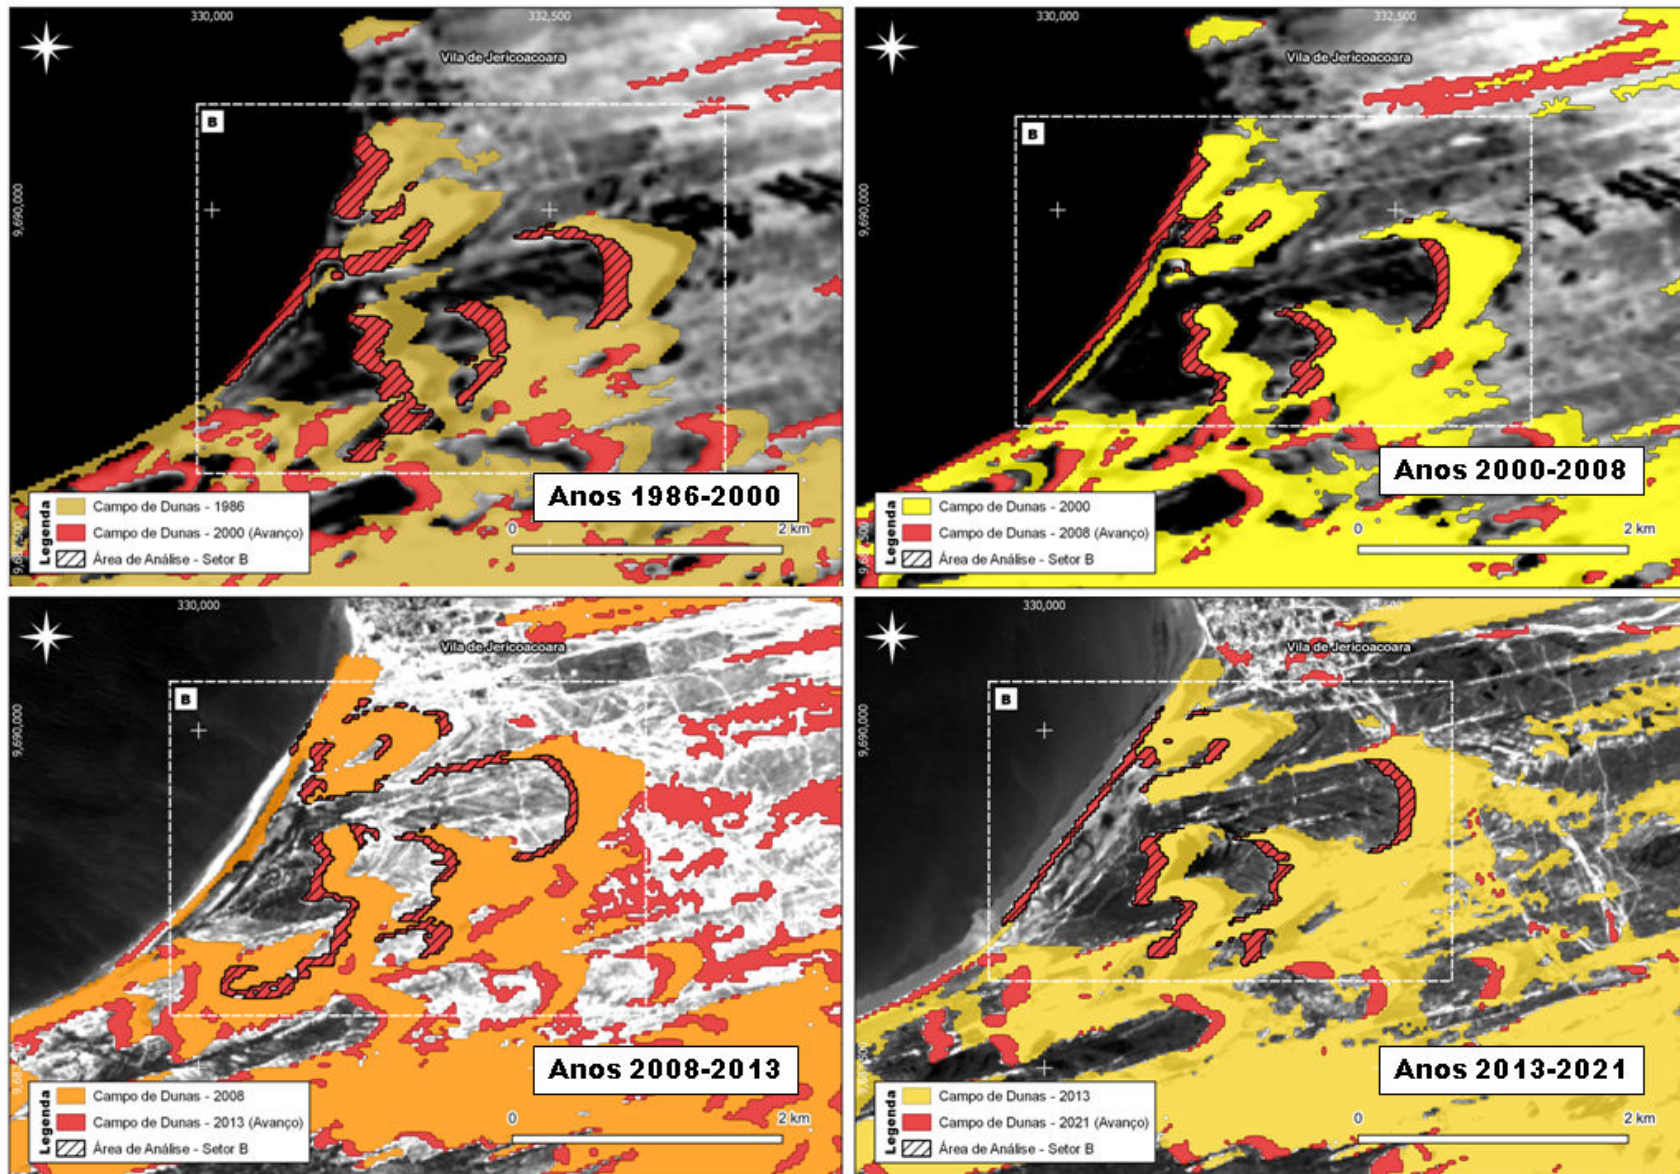 330,000
332,500
Vila de Jericoacoara
B
9,690,000
Anos 1986-2000
Legenda
Campo de Dunas - 1986
Campo de Dunas - 2000 (Avanço)
Área de Análise - Setor B
0
2 km
330,000
332,500
Vila de Jericoacoara
B
9,690,000
Anos 2000-2008
Legenda
Campo de Dunas - 2000
Campo de Dunas - 2008 (Avanço)
Área de Análise - Setor B
0
2 km
330,000
Vila de Jericoacoara
B
9,690,000
Anos 2008-2013
Legenda
Campo de Dunas - 2008
Campo de Dunas - 2013 (Avanço)
Área de Análise - Setor B
0
2 km
330,000
Vila de Jericoacoara
B
9,690,000
Anos 2013-2021
Legenda
Campo de Dunas - 2013
Campo de Dunas - 2021 (Avanço)
Área de Análise - Setor B
0
2 km